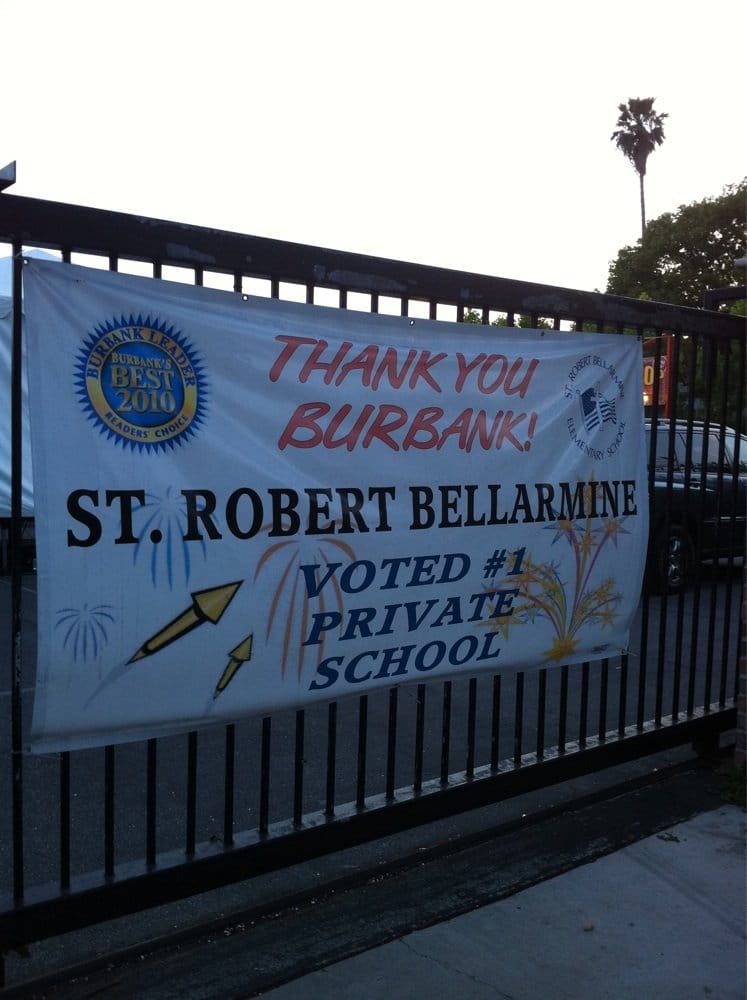 BURBANK LEADER
BURBANK'S
BEST
2010
READERS' CHOICE
THANK YOU
BURBANK!
ST. ROBERT BELLARMINE
ELEMENTARY SCHOOL
ST. ROBERT BELLARMINE
VOTED #1
PRIVATE
SCHOOL